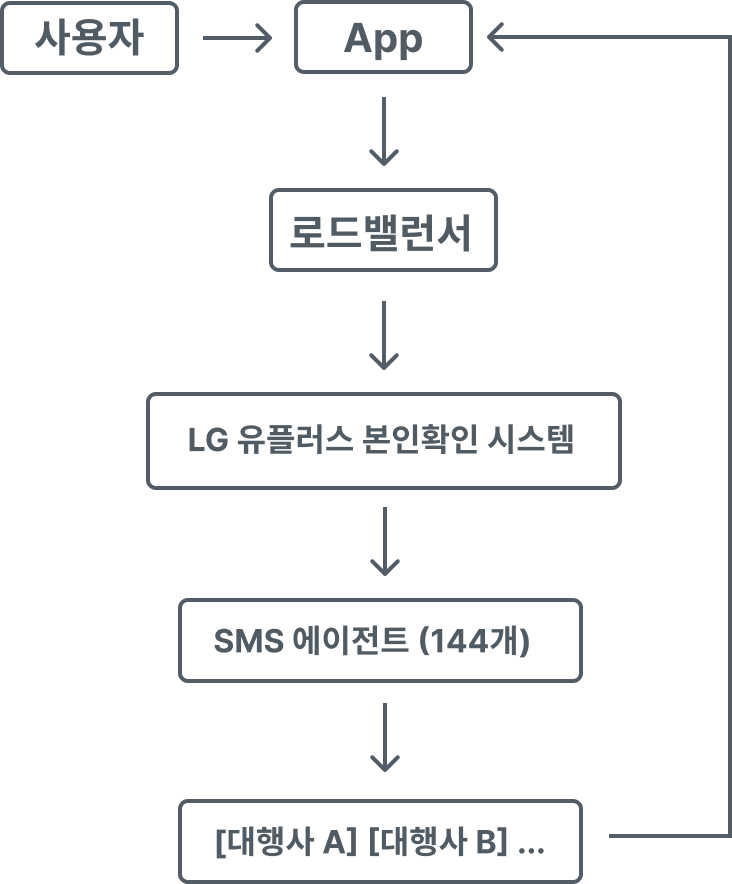 사용자
App
로드밸런서
LG 유플러스 본인확인 시스템
SMS 에이전트 (144개)
[대행사 A] [대행사 B] ...